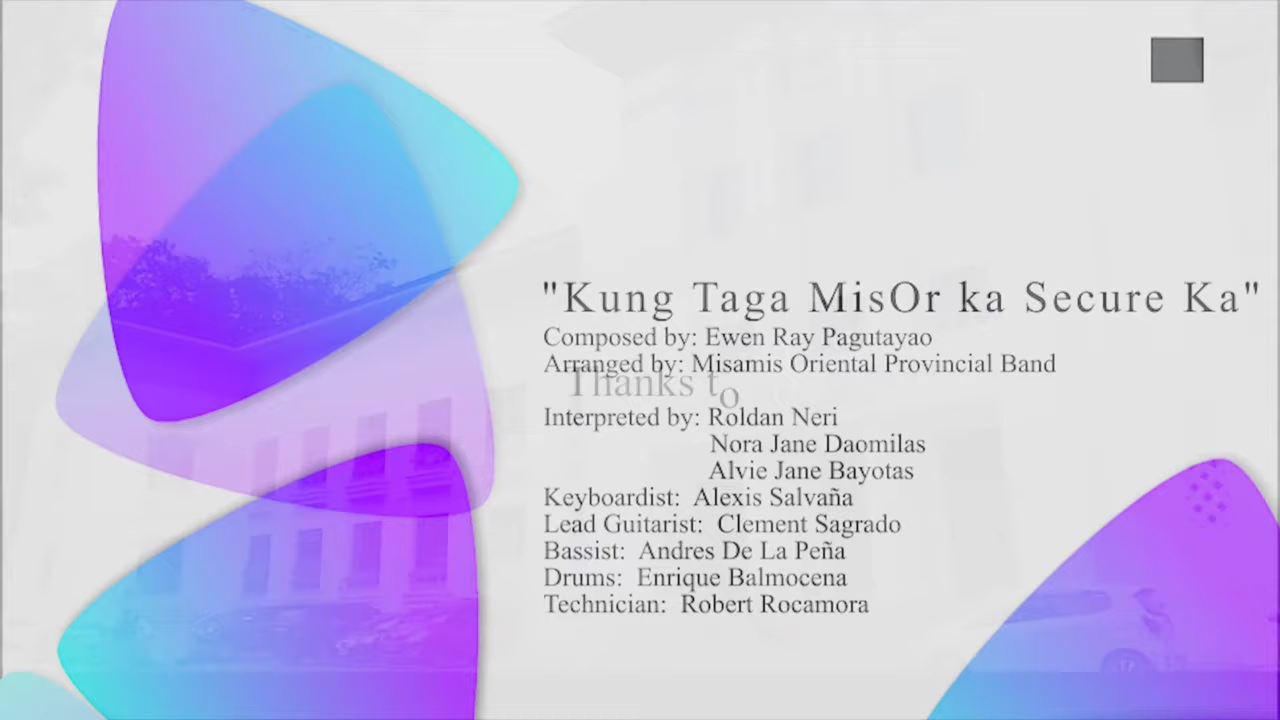 "Kung Taga MisOr ka Secure Ka"
Composed by: Ewen Ray Pagutayao
Arranged by: Misamis Oriental Provincial Band
Thanks to
Interpreted by: Roldan Neri
Nora Jane Daomilas
Alvie Jane Bayotas
Keyboardist: Alexis Salvaña
Lead Guitarist: Clement Sagrado
Bassist: Andres De La Peña
Drums: Enrique Balmocena
Technician: Robert Rocamora